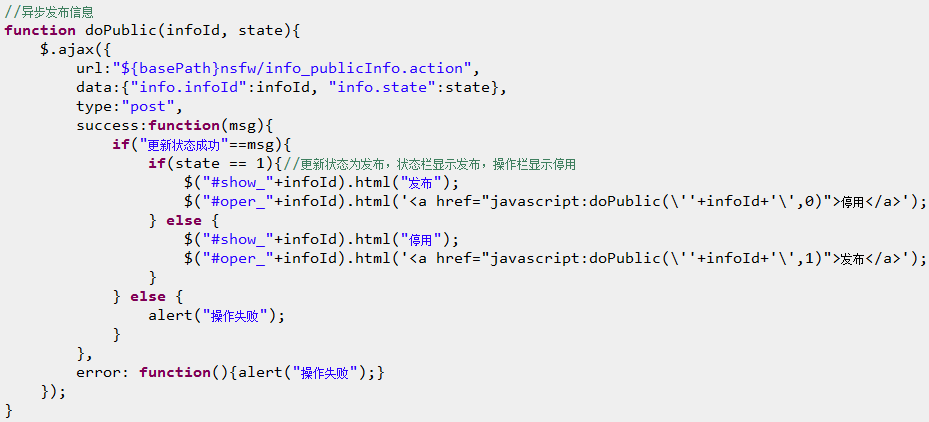 //异步发布信息
function doPublic(infoId, state){
    $.ajax({
        url:"${basePath}nsfw/info_publicInfo.action",
        data:{"info.infoId":infoId, "info.state":state},
        type:"post",
        success:function(msg){
            if("更新状态成功"==msg){
                if(state == 1){//更新状态为发布，状态栏显示发布，操作栏显示停用
                    $("#show_"+infoId).html("发布");
                    $("#oper_"+infoId).html('<a href="javascript:doPublic(\''+infoId+'\',0)">停用</a>');
                } else {
                    $("#show_"+infoId).html("停用");
                    $("#oper_"+infoId).html('<a href="javascript:doPublic(\''+infoId+'\',1)">发布</a>');
                }
            } else {
                alert("操作失败");
            }
        },
        error: function(){alert("操作失败");}
    });
}